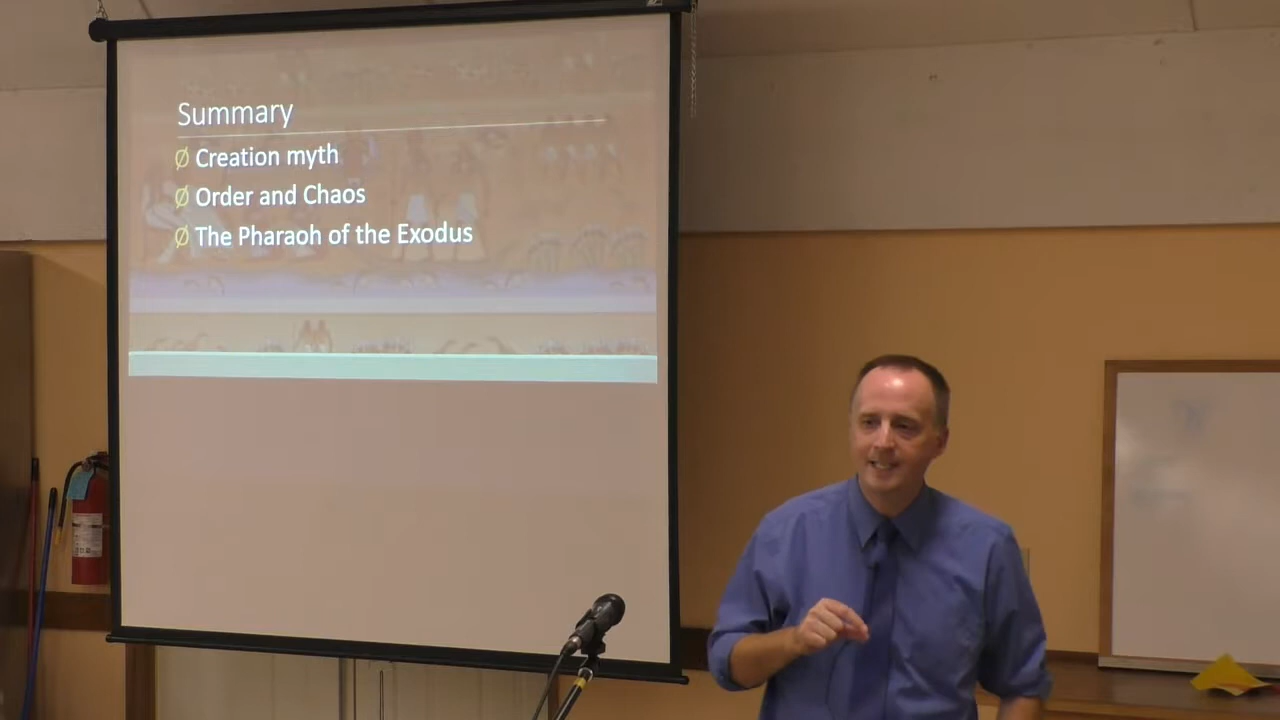 Summary
Ø Creation myth
Ø Order and Chaos
Ø The Pharaoh of the Exodus